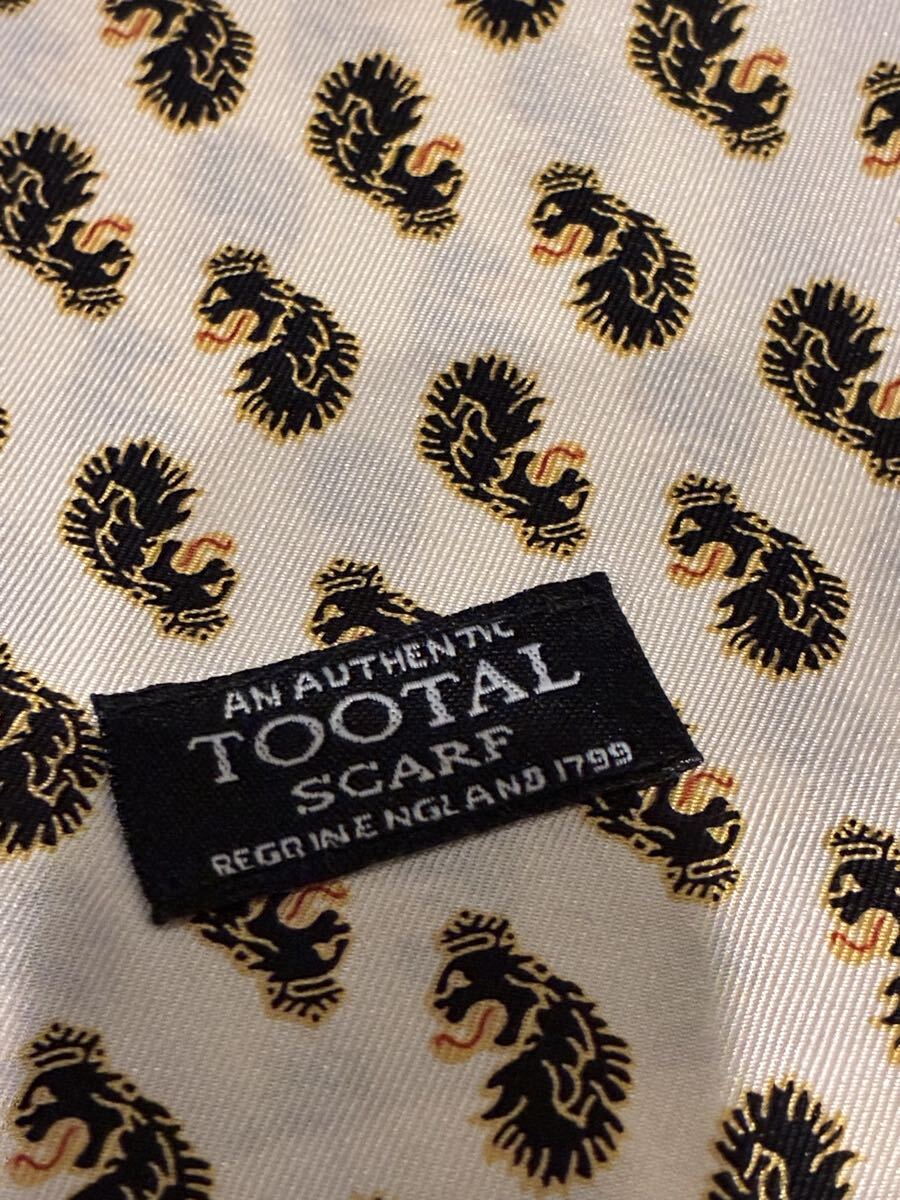 AN AUTHENTIC
TOOTAL
SCARF
REGD IN ENGLAND 1799